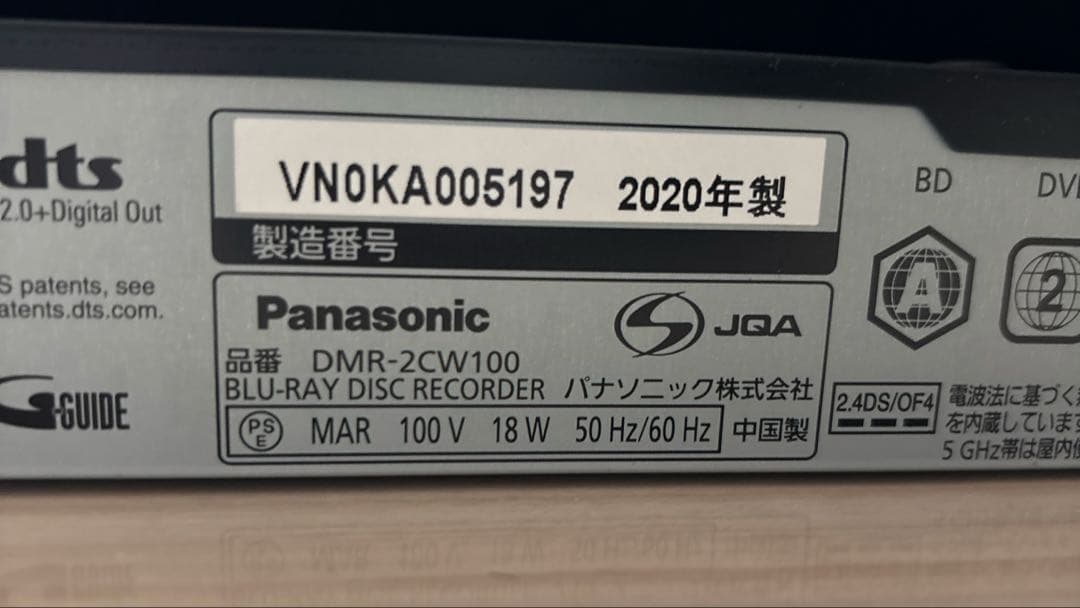 dts
2.0+Digital Out
S patents, see
atents.dts.com.
G-GUIDE
VN0KA005197 2020年製
製造番号
Panasonic
JQA
品番 DMR-2CW100
BLU-RAY DISC RECORDER パナソニック株式会社
PSE MAR 100 V 18 W 50 Hz/60 Hz 中国製
BD
A
2
2.4DS/OF4
電波法に基づく
を内蔵しています
5 GHz帯は屋内